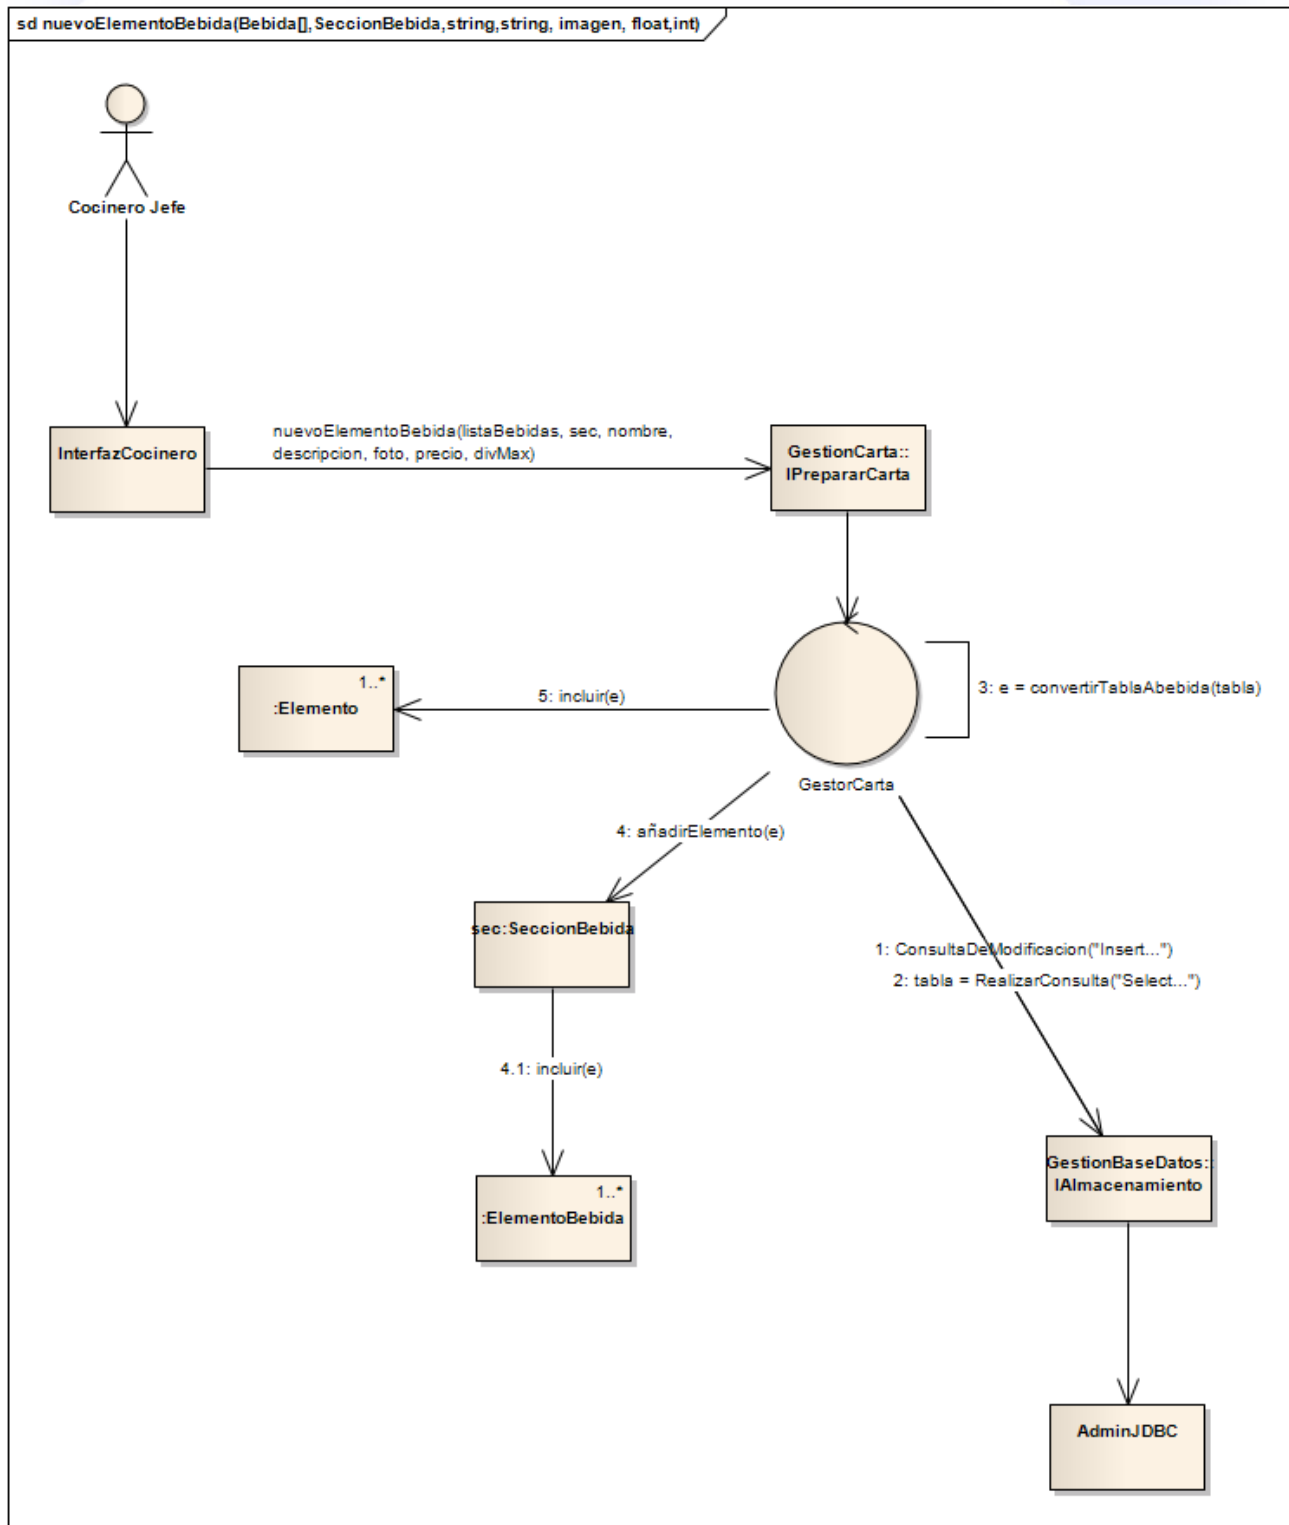 sd nuevoElementoBebida(Bebida[],SeccionBebida,string,string, imagen, float,int)
Cocinero Jefe
InterfazCocinero
nuevoElementoBebida(listaBebidas, sec, nombre,
descripcion, foto, precio, divMax)
GestionCarta::
IPrepararCarta
1..*
:Elemento
5: incluir(e)
3: e = convertirTablaAbebida(tabla)
GestorCarta
4: añadirElemento(e)
sec:SeccionBebida
1: ConsultaDeModificacion("Insert...")
2: tabla = RealizarConsulta("Select...")
4.1: incluir(e)
1..*
:ElementoBebida
GestionBaseDatos::
IAlmacenamiento
AdminJDBC